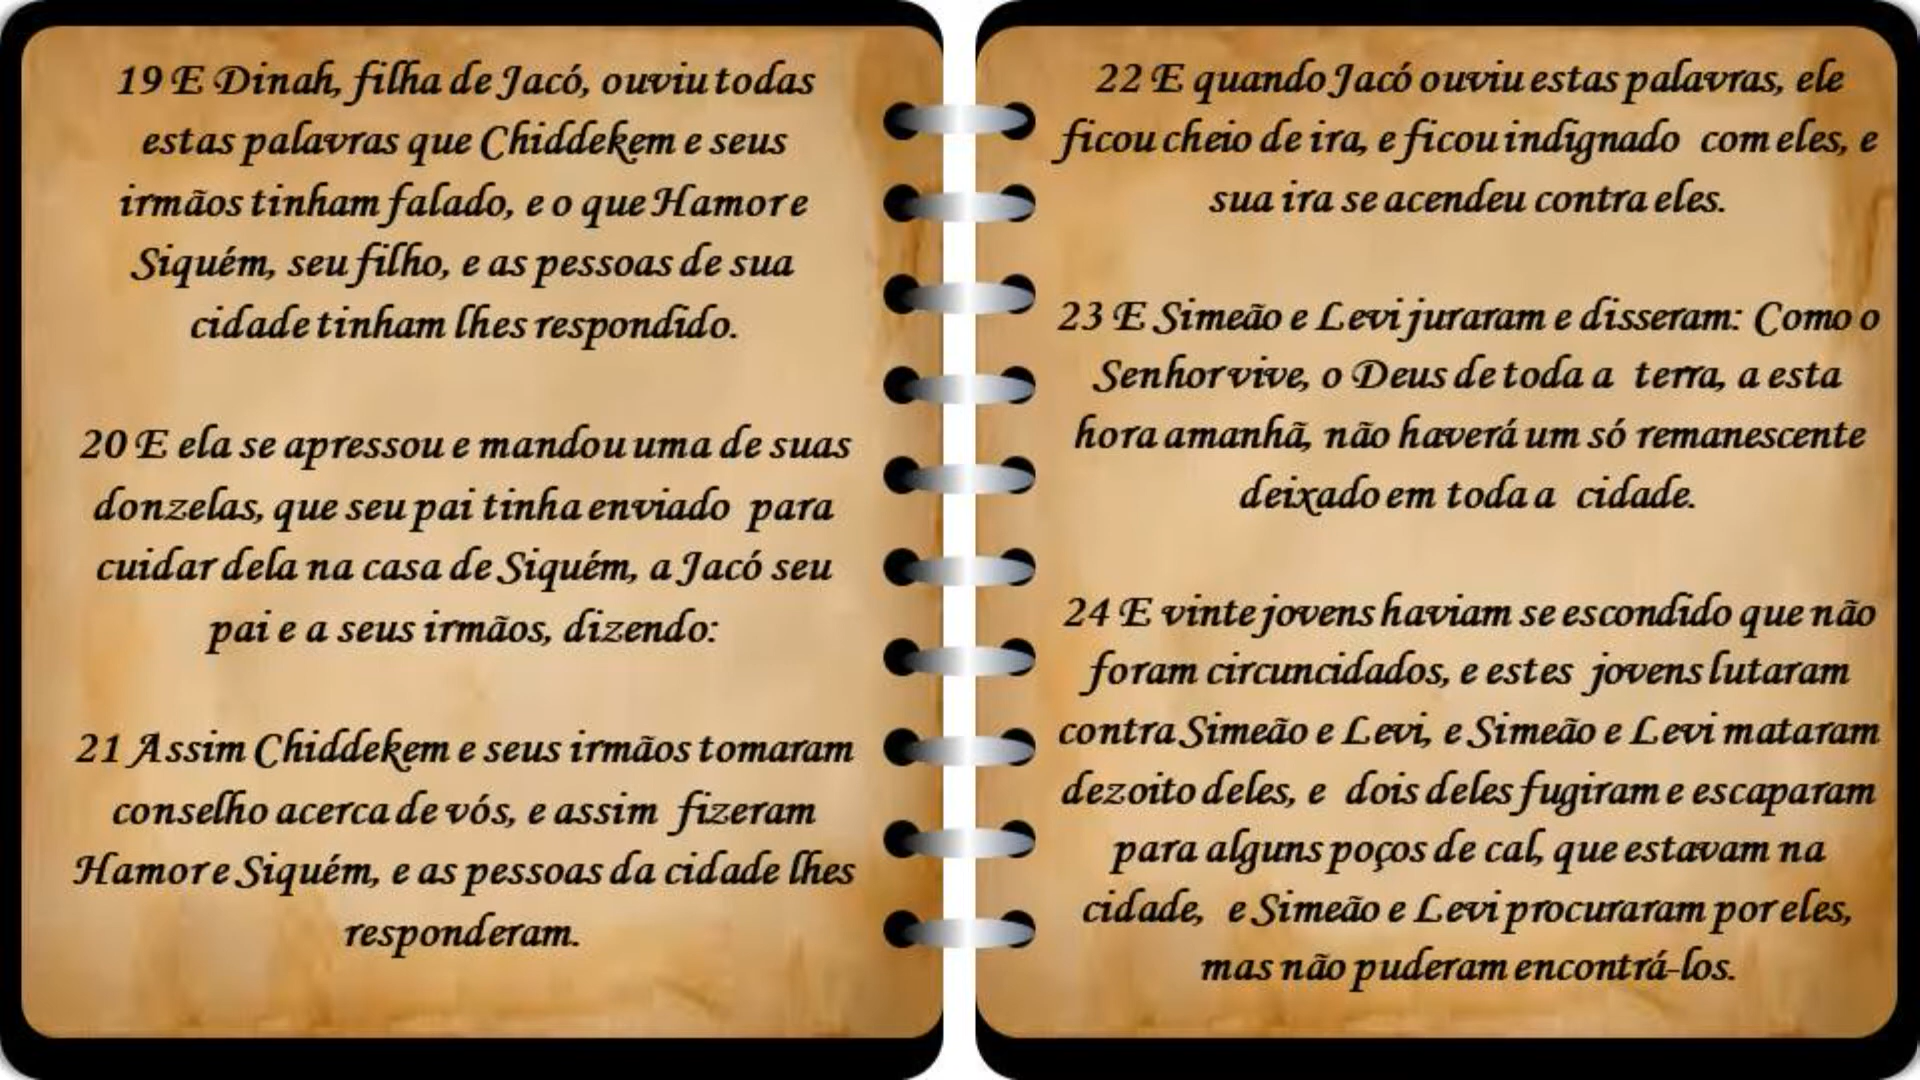 19 E Dinah, filha de Jacó, ouviu todas
estas palavras que Chiddekem e seus
irmãos tinham falado, e o que Hamor e
Siquém, seu filho, e as pessoas de sua
cidade tinham lhes respondido.
20 E ela se apressou e mandou uma de suas
donzelas, que seu pai tinha enviado para
cuidar dela na casa de Siquém, a Jacó seu
pai e a seus irmãos, dizendo:
21 Assim Chiddekem e seus irmãos tomaram
conselho acerca de vós, e assim fizeram
Hamor e Siquém, e as pessoas da cidade lhes
responderam.
22 E quando Jacó ouviu estas palavras, ele
ficou cheio de ira, e ficou indignado com eles, e
sua ira se acendeu contra eles.
23 E Simeão e Levi juraram e disseram: Como o
Senhor vive, o Deus de toda a terra, a esta
hora amanhã, não haverá um só remanescente
deixado em toda a cidade.
24 E vinte jovens haviam se escondido que não
foram circuncidados, e estes jovens lutaram
contra Simeão e Levi, e Simeão e Levi mataram
dezoito deles, e dois deles fugiram e escaparam
para alguns poços de cal, que estavam na
cidade, e Simeão e Levi procuraram por eles,
mas não puderam encontrá-los.